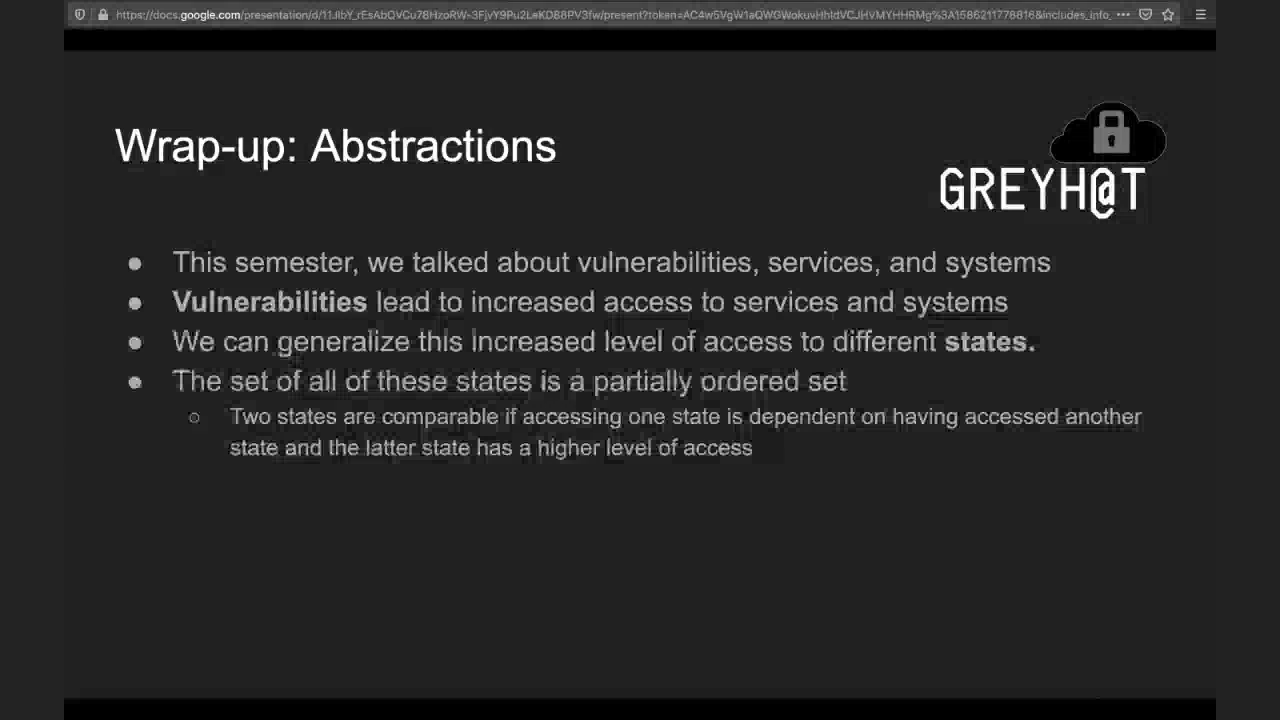 Wrap-up: Abstractions
GREYH@T
● This semester, we talked about vulnerabilities, services, and systems
● Vulnerabilities lead to increased access to services and systems
● We can generalize this increased level of access to different states.
● The set of all of these states is a partially ordered set
○ Two states are comparable if accessing one state is dependent on having accessed another
state and the latter state has a higher level of access